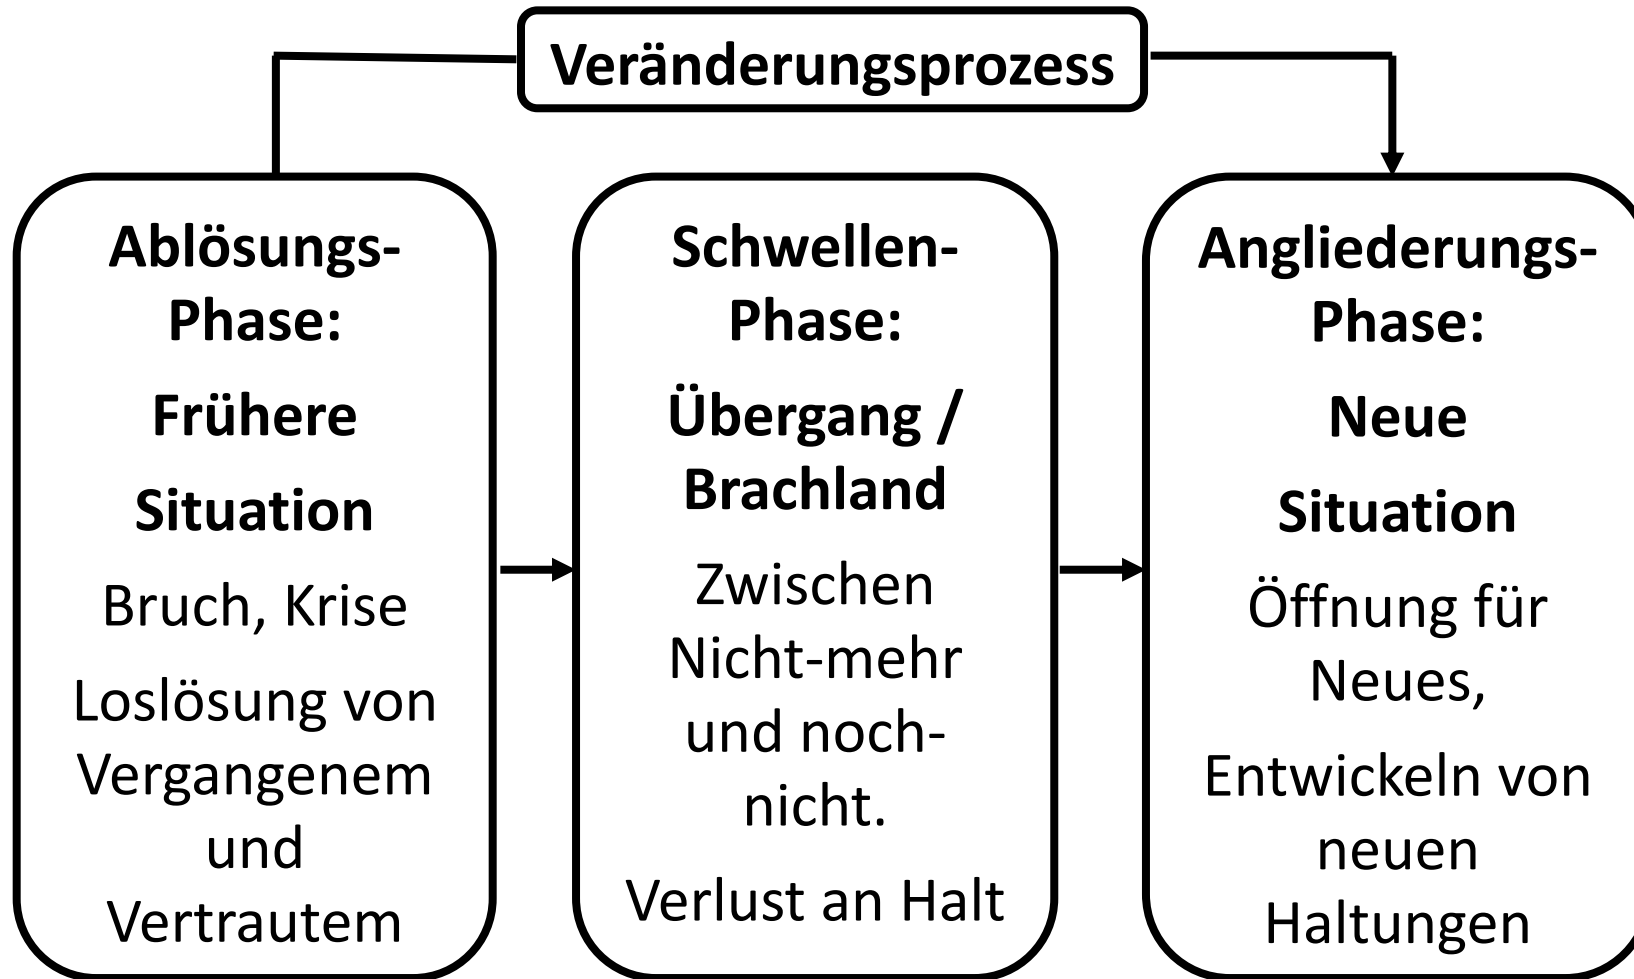 Veränderungsprozess
Ablösungs-
Phase:
Frühere
Situation
Bruch, Krise
Loslösung von
Vergangenem
und
Vertrautem
Schwellen-
Phase:
Übergang /
Brachland
Zwischen
Nicht-mehr
und noch-
nicht.
Verlust an Halt
Angliederungs-
Phase:
Neue
Situation
Öffnung für
Neues,
Entwickeln von
neuen
Haltungen